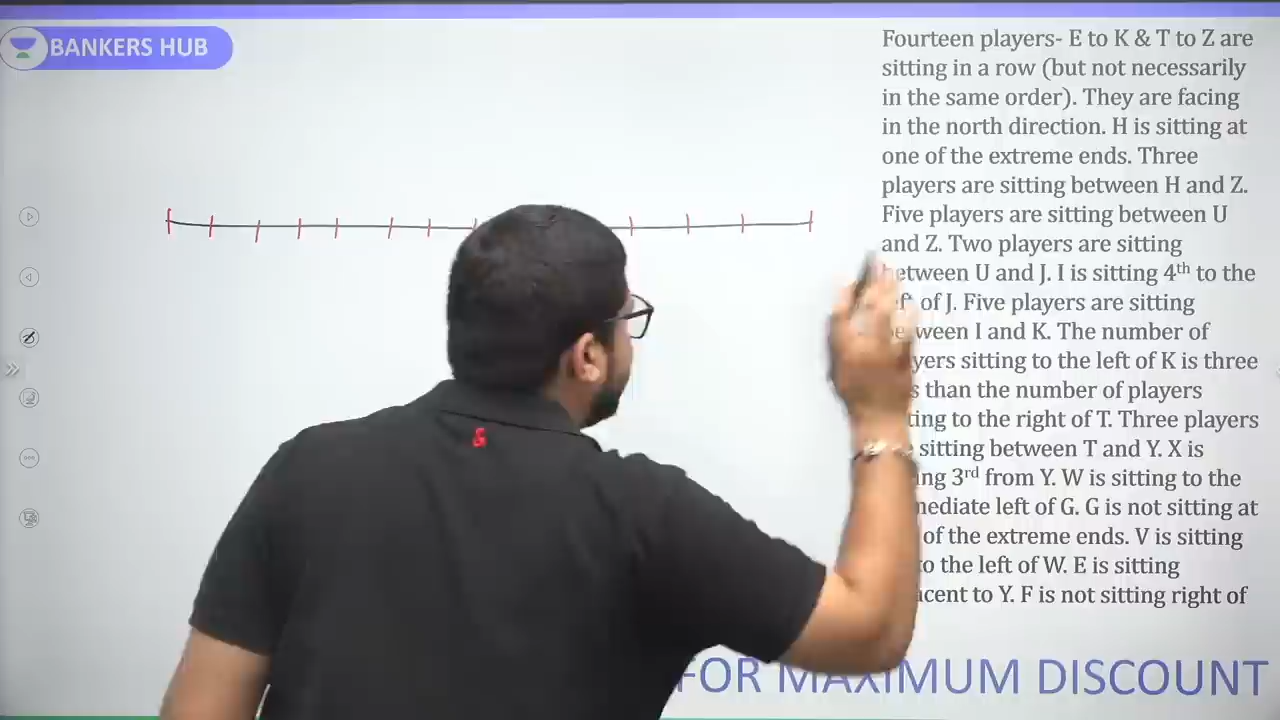 BANKERS HUB
Fourteen players- E to K & T to Z are
sitting in a row (but not necessarily
in the same order). They are facing
in the north direction. H is sitting at
one of the extreme ends. Three
players are sitting between H and Z.
Five players are sitting between U
and Z. Two players are sitting
between U and J. I is sitting 4th to the
of J. Five players are sitting
between I and K. The number of
sitting to the left of K is three
than the number of players
to the right of T. Three players
sitting between T and Y. X is
3rd from Y. W is sitting to the
left of G. G is not sitting at
of the extreme ends. V is sitting
to the left of W. E is sitting
to Y. F is not sitting right of
FOR MAXIMUM DISCOUNT